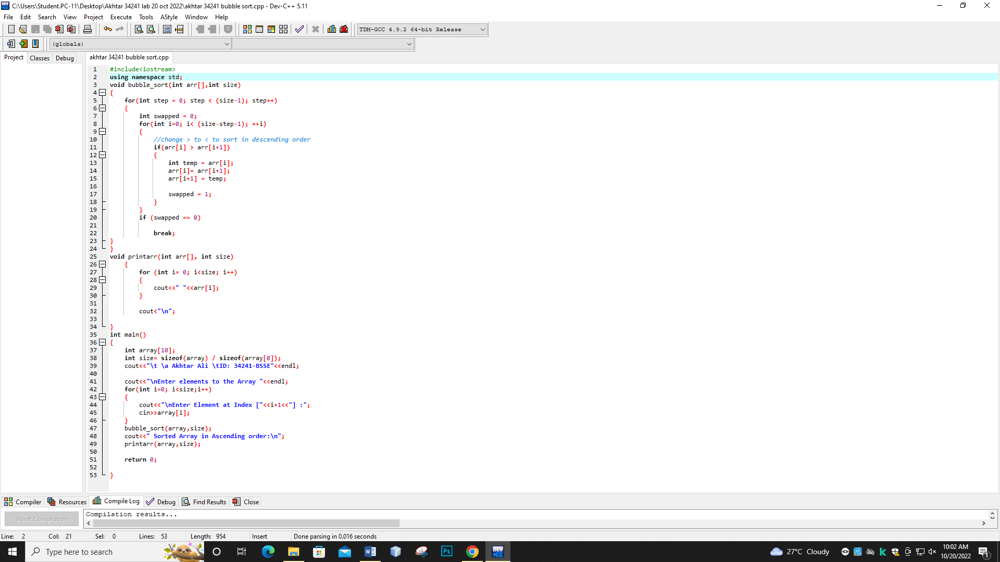 C:\Users\Student.PC-11\Desktop\Akhtar 34241 lab 20 oct 2022\akhtar 34241 bubble sort.cpp - Dev-C++ 5.11
File Edit Search View Project Execute Tools AStyle Window Help
TDM-GCC 4.9.2 64-bit Release
(globals)
Project Classes Debug
akhtar 34241 bubble sort.cpp
1 #include<iostream>
2 using namespace std;
3 void bubble_sort(int arr[],int size)
4 {
5 for(int step = 0; step < (size-1); step++)
6 {
7 int swapped = 0;
8 for(int i=0; i< (size-step-1); ++i)
9 {
10 //change > to < to sort in descending order
11 if(arr[i] > arr[i+1])
12 {
13 int temp = arr[i];
14 arr[i]= arr[i+1];
15 arr[i+1] = temp;
16
17 swapped = 1;
18 }
19 }
20 if (swapped == 0)
21
22 break;
23 }
24 }
25 void printarr(int arr[], int size)
26 {
27 for (int i= 0; i<size; i++)
28 {
29 cout<<" "<<arr[i];
30 }
31
32 cout<"\n";
33
34 }
35 int main()
36 {
37 int array[10];
38 int size= sizeof(array) / sizeof(array[0]);
39 cout<<"\t \a Akhtar Ali \tID: 34241-BSSE"<<endl;
40
41 cout<<"\nEnter elements to the Array "<<endl;
42 for(int i=0; i<size;i++)
43 {
44 cout<<"\nEnter Element at Index ["<<i+1<<"] :";
45 cin>>array[i];
46 }
47 bubble_sort(array,size);
48 cout<<" Sorted Array in Ascending order:\n";
49 printarr(array,size);
50
51 return 0;
52
53 }
Compiler Resources Compile Log Debug Find Results Close
Abort Compilation
Compilation results...
Line: 2 Col: 21 Sel: 0 Lines: 53 Length: 954 Insert Done parsing in 0.016 seconds
Type here to search
Ps
DEV
27°C Cloudy
10:02 AM
10/20/2022
1